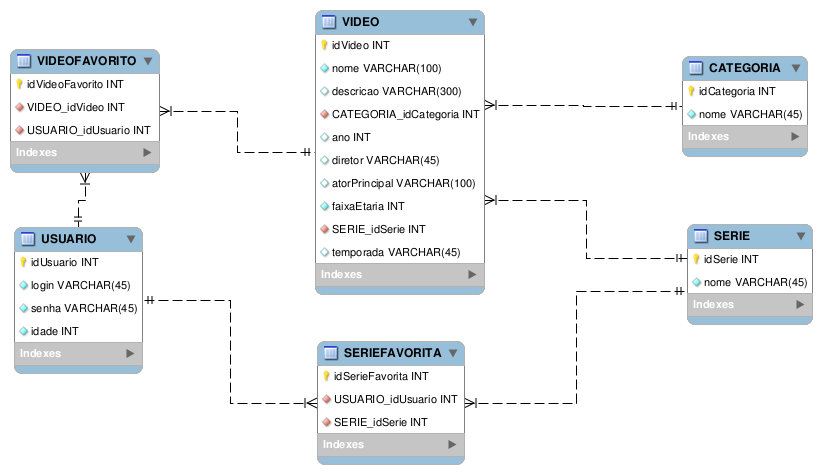 VIDEOFAVORITO
idVideoFavorito INT
VIDEO_idVideo INT
USUARIO_idUsuario INT
Indexes
VIDEO
idVideo INT
nome VARCHAR(100)
descricao VARCHAR(300)
CATEGORIA_idCategoria INT
ano INT
diretor VARCHAR(45)
atorPrincipal VARCHAR(100)
faixaEtaria INT
SERIE_idSerie INT
temporada VARCHAR(45)
Indexes
CATEGORIA
idCategoria INT
nome VARCHAR(45)
Indexes
USUARIO
idUsuario INT
login VARCHAR(45)
senha VARCHAR(45)
idade INT
Indexes
SERIE
idSerie INT
nome VARCHAR(45)
Indexes
SERIEFAVORITA
idSerieFavorita INT
USUARIO_idUsuario INT
SERIE_idSerie INT
Indexes